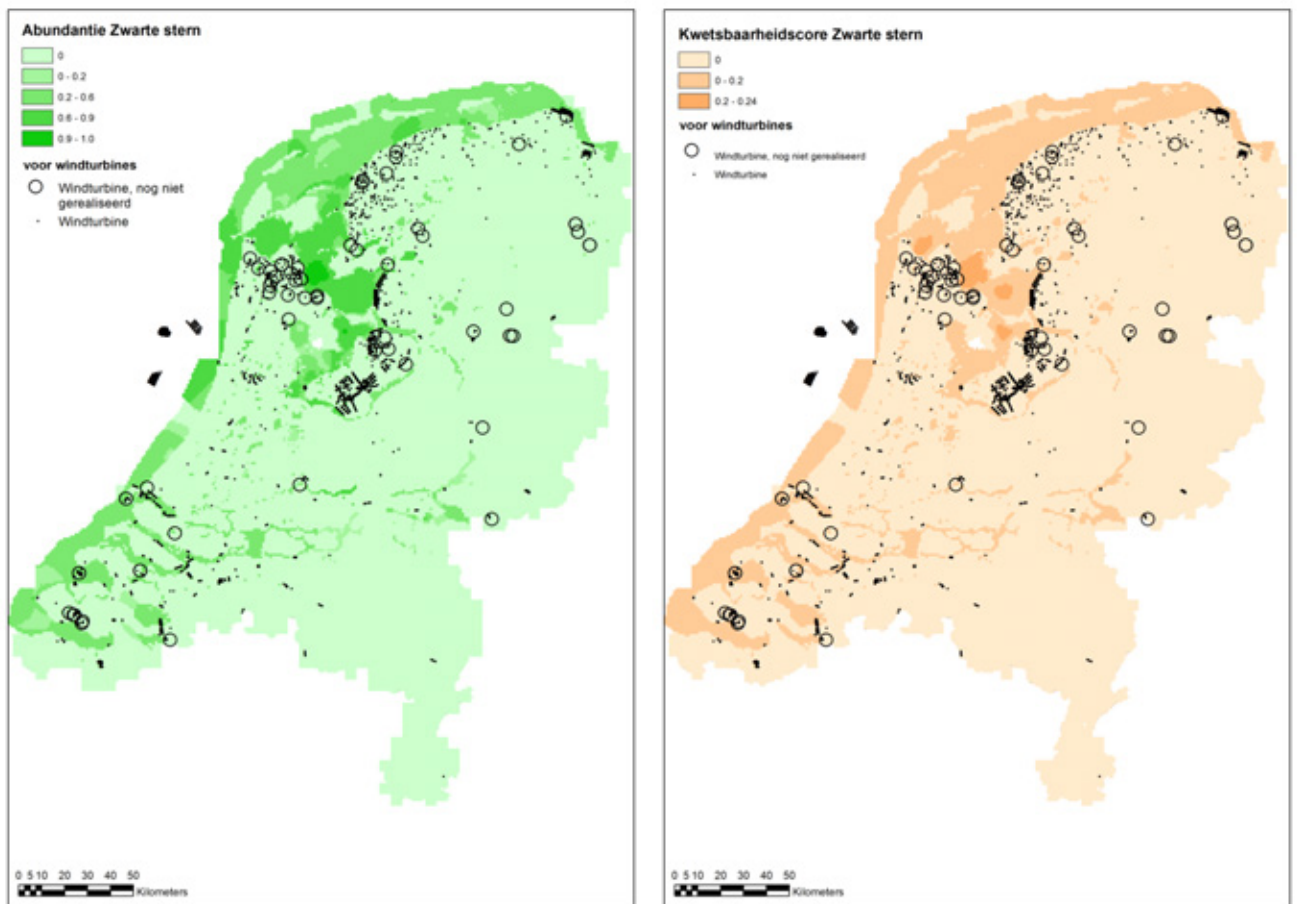 Abundantie Zwarte stern
0
0 - 0.2
0.2 - 0.6
0.6 - 0.9
0.9 - 1.0
voor windturbines
Windturbine, nog niet
gerealiseerd
Windturbine
0 5 10 20 30 40 50
Kilometers
Kwetsbaarheidscore Zwarte stern
0
0 - 0.2
0.2 - 0.24
voor windturbines
Windturbine, nog niet gerealiseerd
Windturbine
0 5 10 20 30 40 50
Kilometers